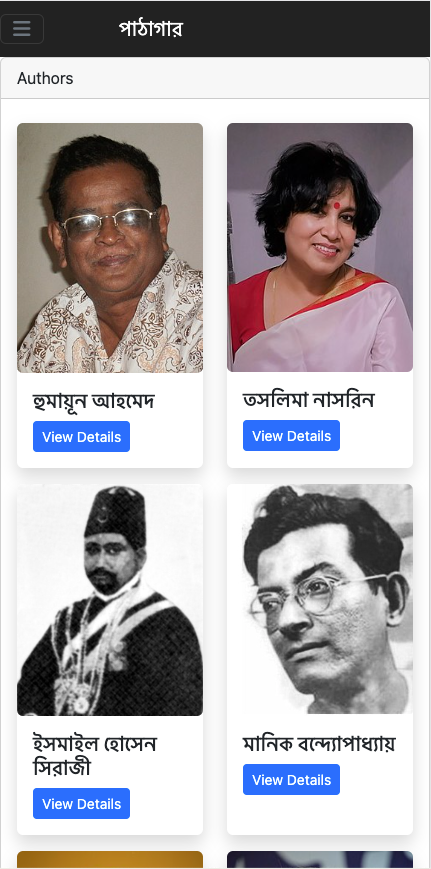 পাঠাগার
Authors
হুমায়ূন আহমেদ
View Details
তসলিমা নাসরিন
View Details
ইসমাইল হোসেন
সিরাজী
View Details
মানিক বন্দ্যোপাধ্যায়
View Details